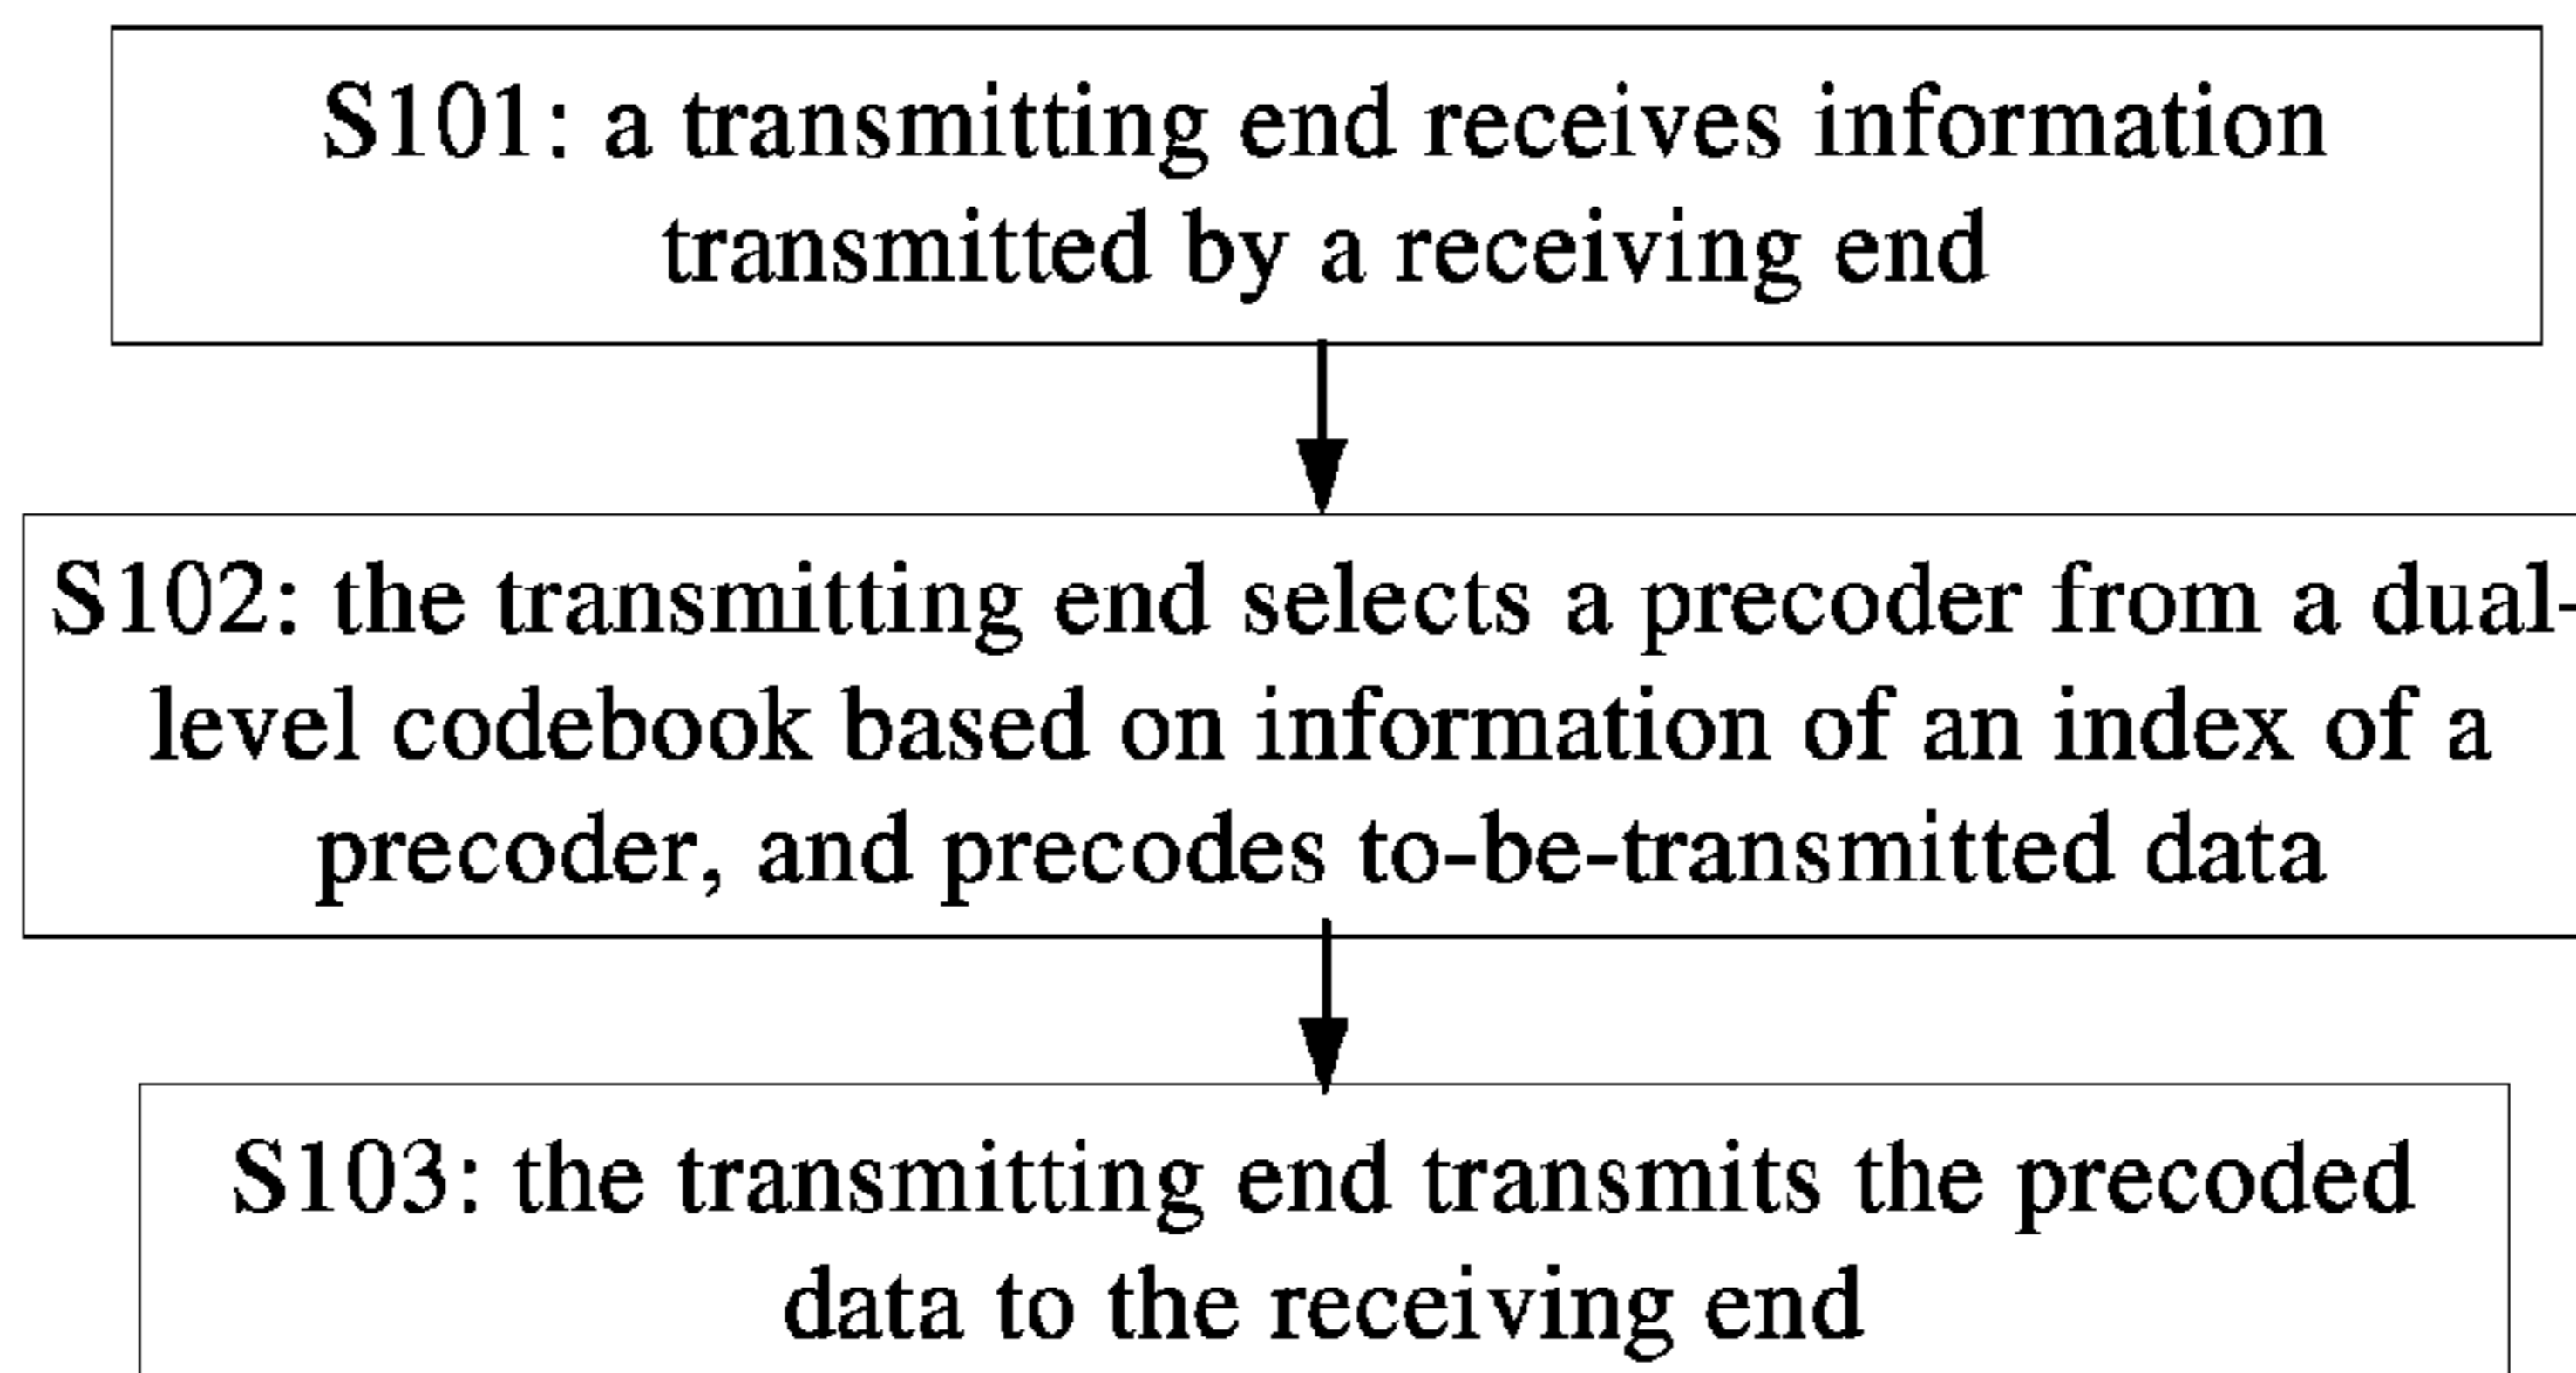 S101: a transmitting end receives information
transmitted by a receiving end
S102: the transmitting end selects a precoder from a dual-
level codebook based on information of an index of a
precoder, and precodes to-be-transmitted data
S103: the transmitting end transmits the precoded
data to the receiving end